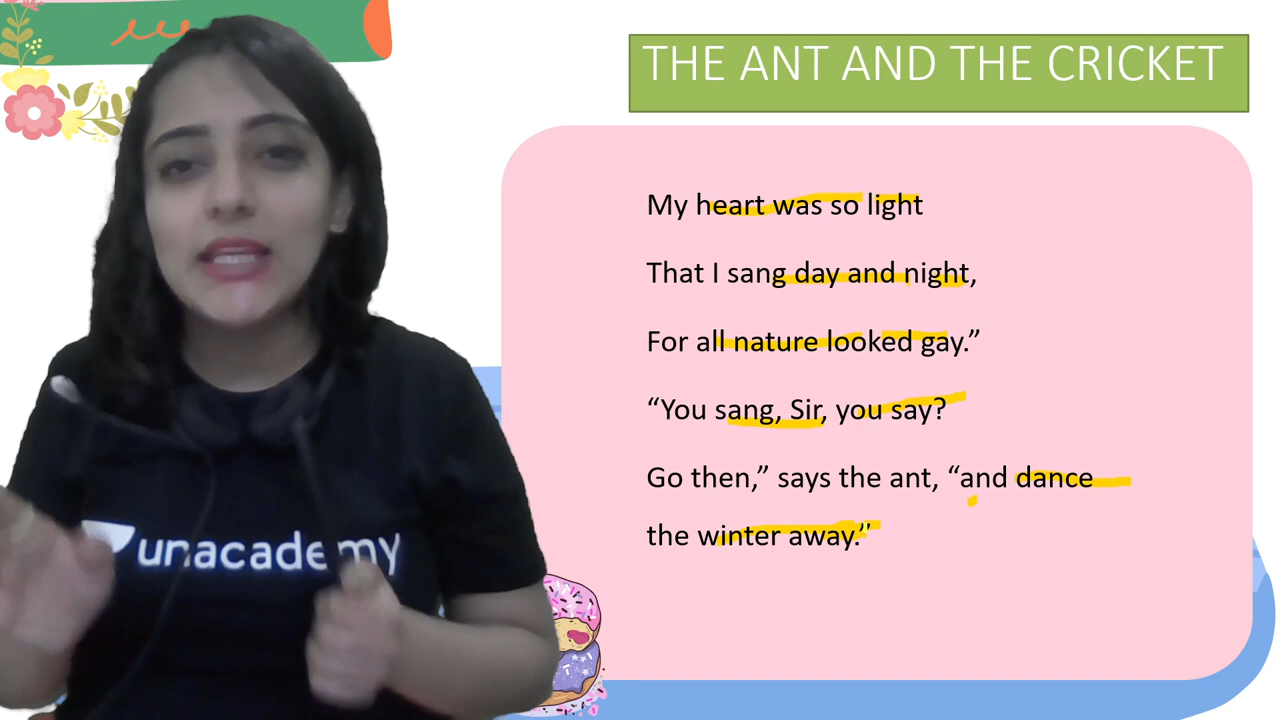 THE ANT AND THE CRICKET
My heart was so light
That I sang day and night,
For all nature looked gay.”
“You sang, Sir, you say?
Go then,” says the ant, “and dance
the winter away.’’
unacademy